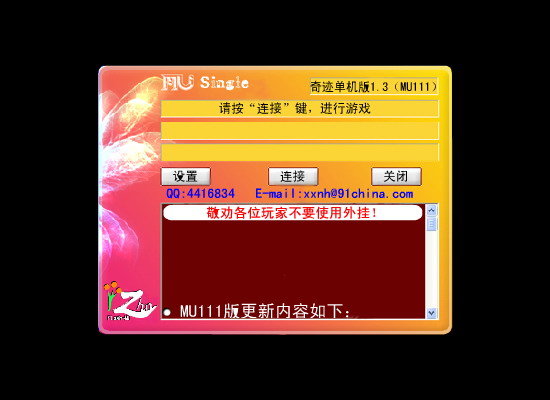 MU Single
奇迹单机版1.3（MU111）
请按“连接”键，进行游戏
设置
连接
关闭
QQ:4416834 E-mail:xxnh@91china.com
敬劝各位玩家不要使用外挂！
● MU111版更新内容如下：
Zhu